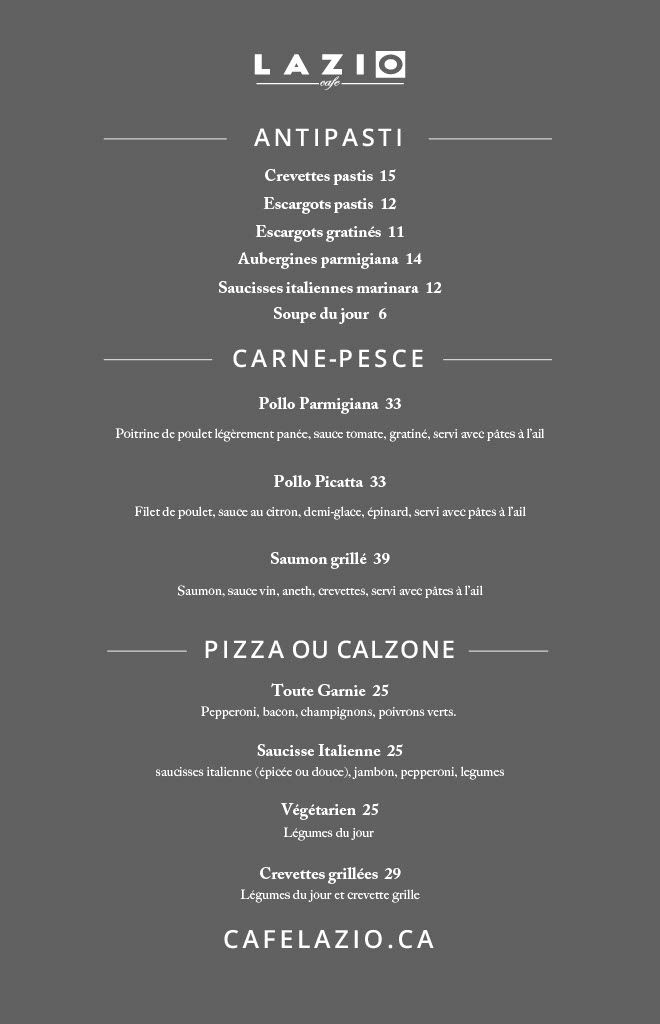 LAZIO
cafe
ANTIPASTI
Crevettes pastis 15
Escargots pastis 12
Escargots gratinés 11
Aubergines parmigiana 14
Saucisses italiennes marinara 12
Soupe du jour 6
CARNE-PESCE
Pollo Parmigiana 33
Poitrine de poulet légèrement panée, sauce tomate, gratiné, servi avec pâtes à l'ail
Pollo Picatta 33
Filet de poulet, sauce au citron, demi-glace, épinard, servi avec pâtes à l'ail
Saumon grillé 39
Saumon, sauce vin, aneth, crevettes, servi avec pâtes à l'ail
PIZZA OU CALZONE
Toute Garnie 25
Pepperoni, bacon, champignons, poivrons verts.
Saucisse Italienne 25
saucisses italienne (épicée ou douce), jambon, pepperoni, legumes
Végétarien 25
Légumes du jour
Crevettes grillées 29
Légumes du jour et crevette grille
CAFELAZIO.CA